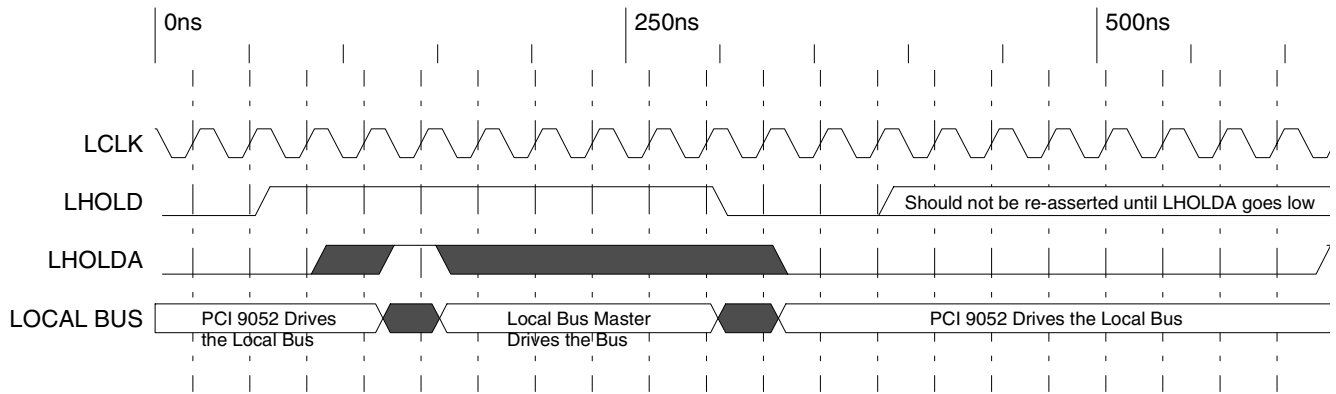 0ns
250ns
500ns
LCLK
LHOLD
Should not be re-asserted until LHOLDA goes low
LHOLDA
LOCAL BUS
PCI 9052 Drives
the Local Bus
Local Bus Master
Drives the Bus
PCI 9052 Drives the Local Bus